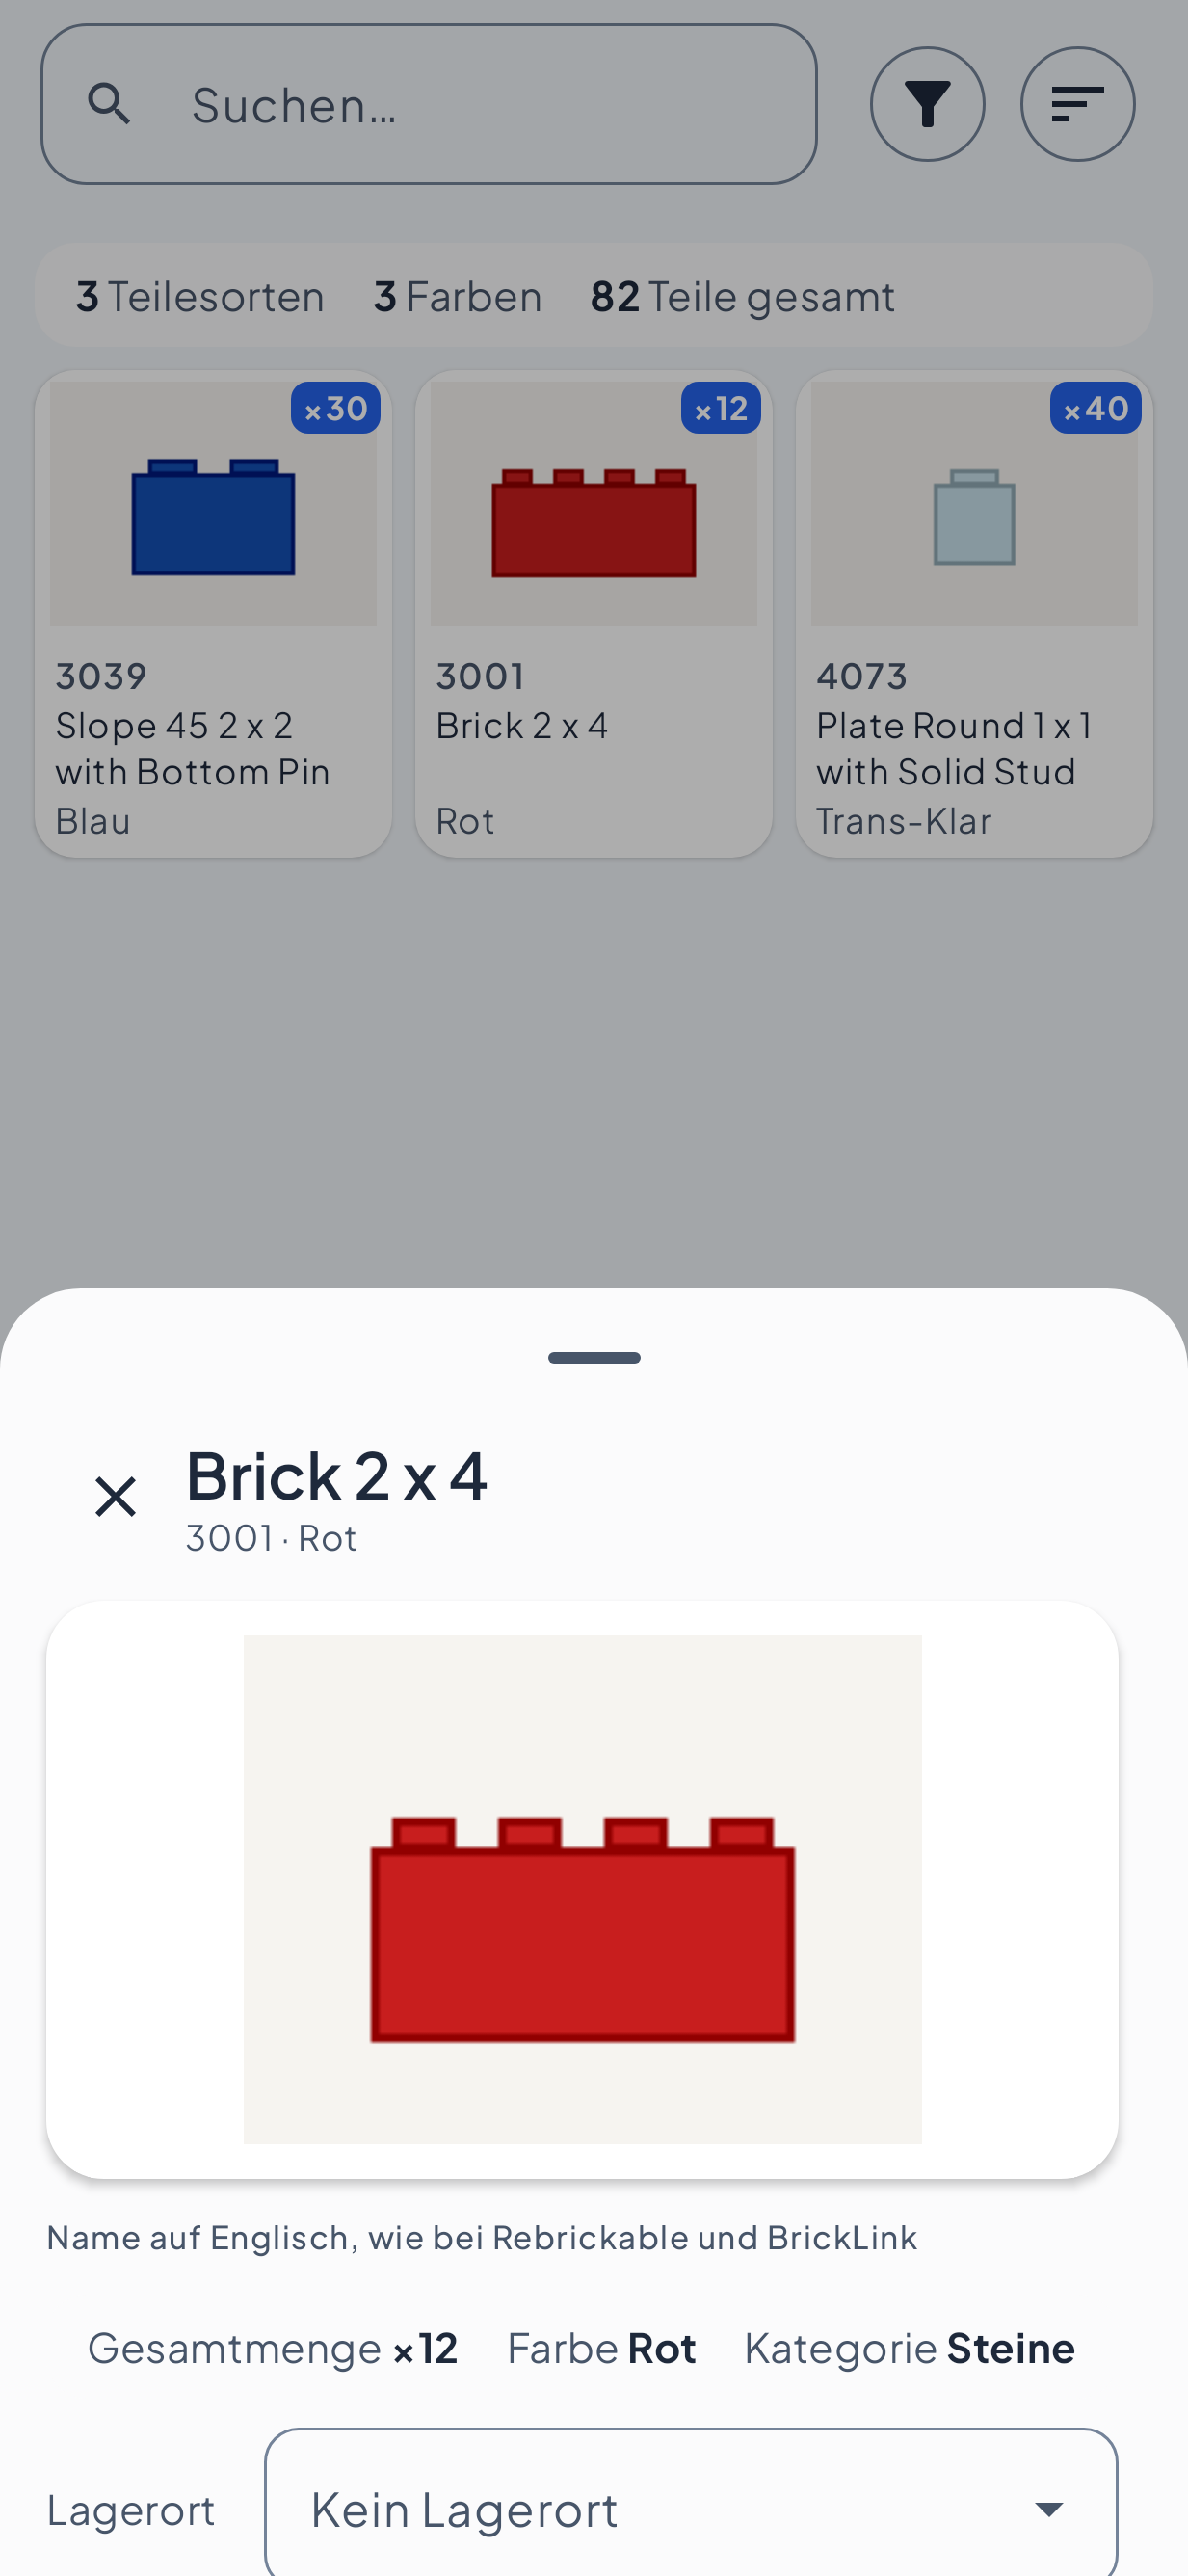 Suchen…
3 Teilesorten 3 Farben 82 Teile gesamt
×30
×12
×40
3039
Slope 45 2 x 2
with Bottom Pin
Blau
3001
Brick 2 x 4
Rot
4073
Plate Round 1 x 1
with Solid Stud
Trans-Klar
Brick 2 x 4
3001 · Rot
Name auf Englisch, wie bei Rebrickable und BrickLink
Gesamtmenge ×12 Farbe Rot Kategorie Steine
Lagerort Kein Lagerort